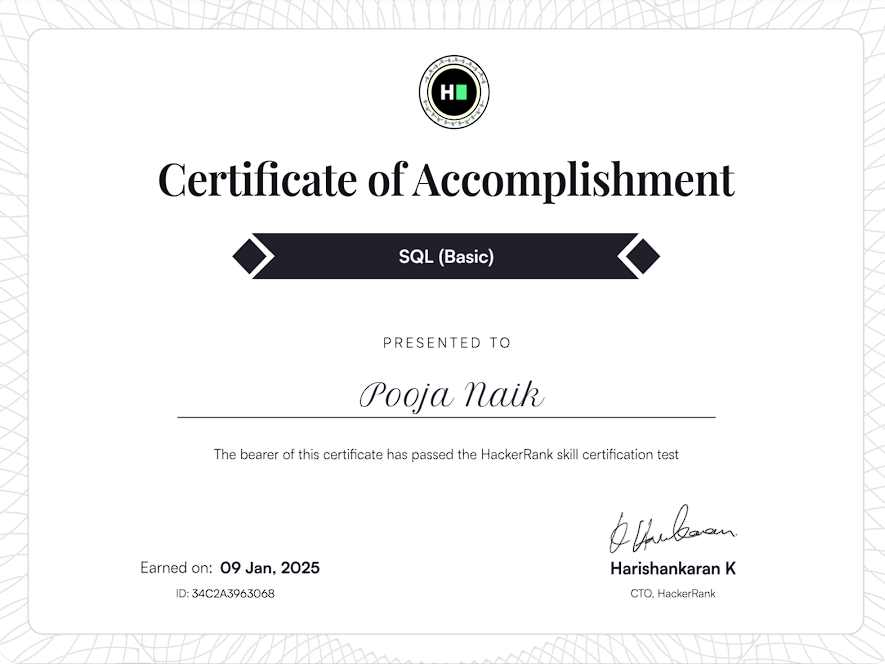 H
Certificate of Accomplishment
SQL (Basic)
PRESENTED TO
Pooja Naik
The bearer of this certificate has passed the HackerRank skill certification test
Earned on: 09 Jan, 2025
ID: 34C2A3963068
Harishankaran K
CTO, HackerRank